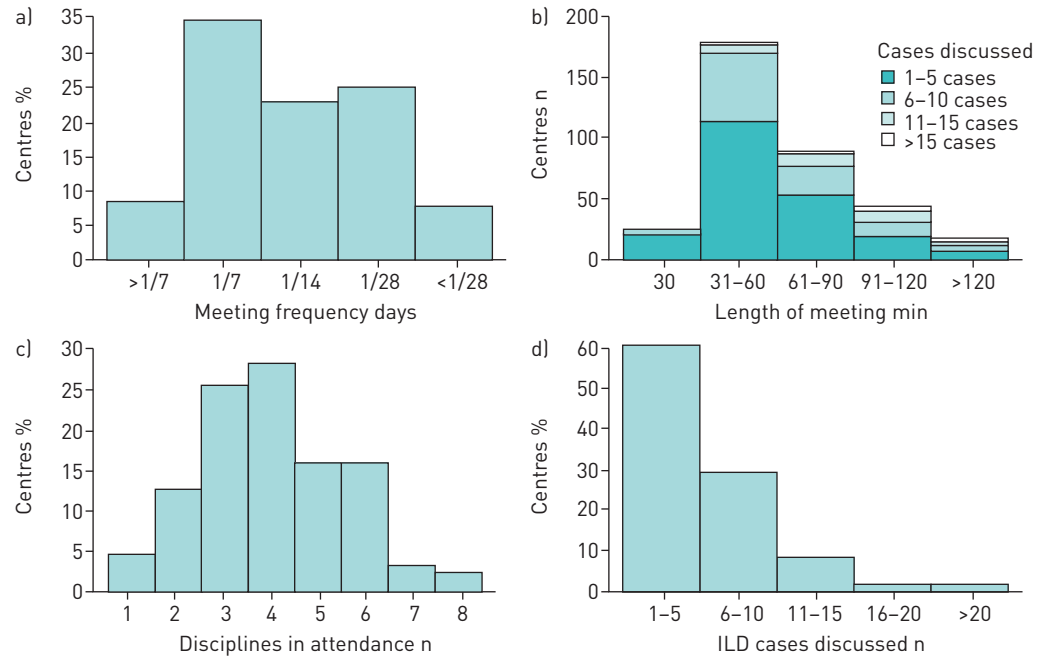 a)
35
30
25
20
15
10
5
0
Centres %
>1/7 1/7 1/14 1/28 <1/28
Meeting frequency days
b)
200
150
100
50
0
Centres n
Cases discussed
1–5 cases
6–10 cases
11–15 cases
>15 cases
30 31–60 61–90 91–120 >120
Length of meeting min
c)
30
25
20
15
10
5
0
Centres %
1 2 3 4 5 6 7 8
Disciplines in attendance n
d)
60
50
40
30
20
10
0
Centres %
1–5 6–10 11–15 16–20 >20
ILD cases discussed n